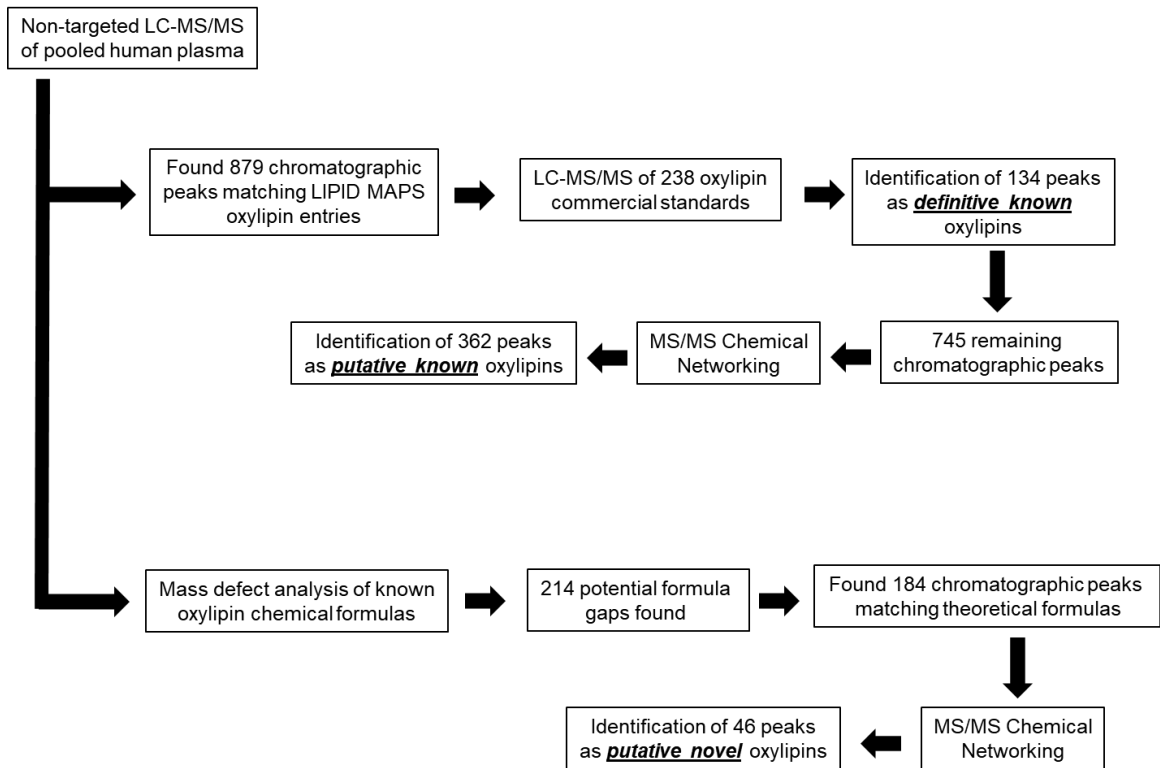 Non-targeted LC-MS/MS
of pooled human plasma
Found 879 chromatographic
peaks matching LIPID MAPS
oxylipin entries
LC-MS/MS of 238 oxylipin
commercial standards
Identification of 134 peaks
as definitive known
oxylipins
745 remaining
chromatographic peaks
MS/MS Chemical
Networking
Identification of 362 peaks
as putative known oxylipins
Mass defect analysis of known
oxylipin chemical formulas
214 potential formula
gaps found
Found 184 chromatographic peaks
matching theoretical formulas
MS/MS Chemical
Networking
Identification of 46 peaks
as putative novel oxylipins